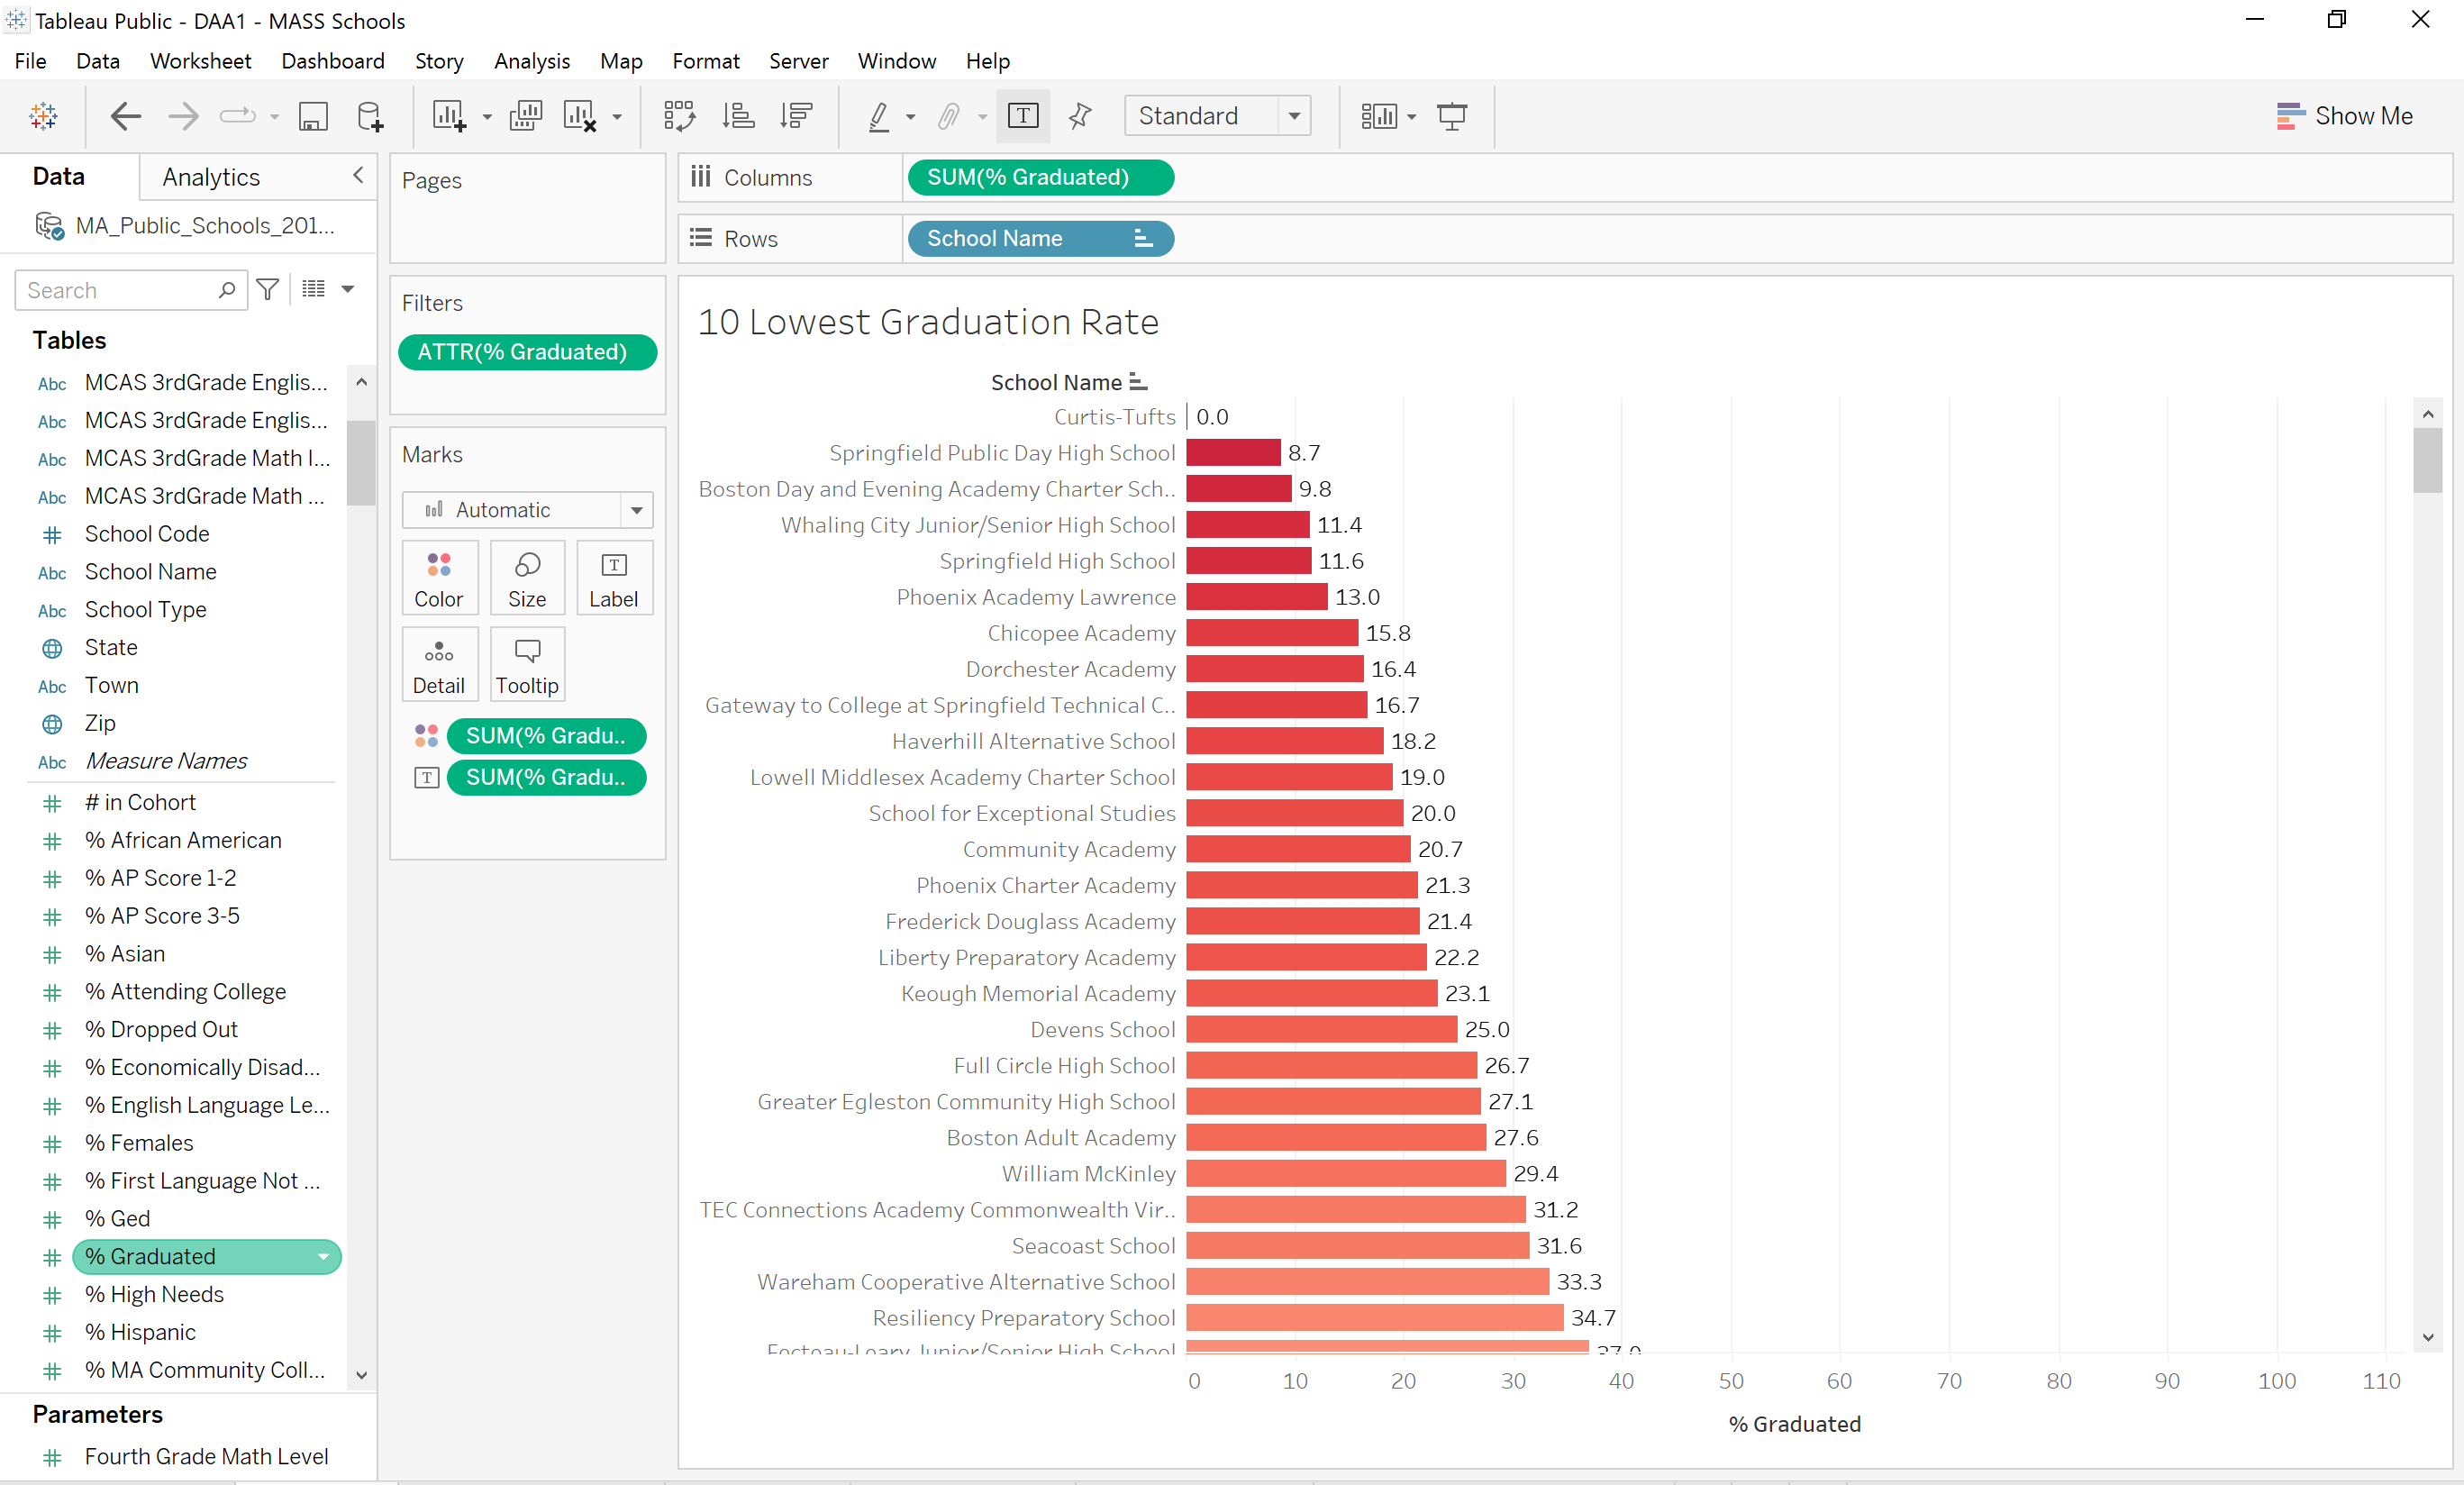 Tableau Public - DAA1 - MASS Schools
File Data Worksheet Dashboard Story Analysis Map Format Server Window Help
Standard
Show Me
Data
Analytics
MA_Public_Schools_201...
Search
Tables
Abc MCAS 3rdGrade Englis...
Abc MCAS 3rdGrade Englis...
Abc MCAS 3rdGrade Math I...
Abc MCAS 3rdGrade Math ...
# School Code
Abc School Name
Abc School Type
State
Abc Town
Zip
Abc Measure Names
# # in Cohort
# % African American
# % AP Score 1-2
# % AP Score 3-5
# % Asian
# % Attending College
# % Dropped Out
# % Economically Disad...
# % English Language Le...
# % Females
# % First Language Not ...
# % Ged
# % Graduated
# % High Needs
# % Hispanic
# % MA Community Coll...
Parameters
# Fourth Grade Math Level
Pages
Filters
ATTR(% Graduated)
Marks
Automatic
Color Size Label
Detail Tooltip
SUM(% Gradu..
SUM(% Gradu..
Columns SUM(% Graduated)
Rows School Name
10 Lowest Graduation Rate
School Name
Curtis-Tufts 0.0
Springfield Public Day High School 8.7
Boston Day and Evening Academy Charter Sch.. 9.8
Whaling City Junior/Senior High School 11.4
Springfield High School 11.6
Phoenix Academy Lawrence 13.0
Chicopee Academy 15.8
Dorchester Academy 16.4
Gateway to College at Springfield Technical C.. 16.7
Haverhill Alternative School 18.2
Lowell Middlesex Academy Charter School 19.0
School for Exceptional Studies 20.0
Community Academy 20.7
Phoenix Charter Academy 21.3
Frederick Douglass Academy 21.4
Liberty Preparatory Academy 22.2
Keough Memorial Academy 23.1
Devens School 25.0
Full Circle High School 26.7
Greater Egleston Community High School 27.1
Boston Adult Academy 27.6
William McKinley 29.4
TEC Connections Academy Commonwealth Vir.. 31.2
Seacoast School 31.6
Wareham Cooperative Alternative School 33.3
Resiliency Preparatory School 34.7
Fecteau-Leary Junior/Senior High School 37.0
0 10 20 30 40 50 60 70 80 90 100 110
% Graduated